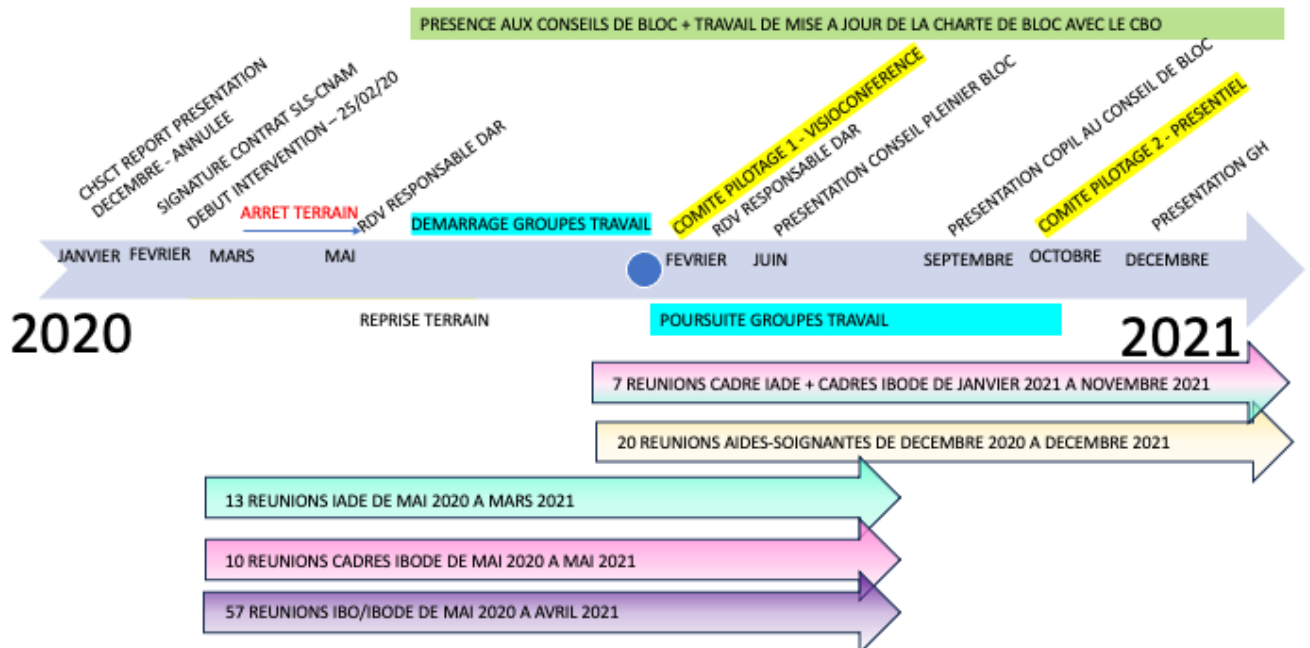 PRESENCE AUX CONSEILS DE BLOC + TRAVAIL DE MISE A JOUR DE LA CHARTE DE BLOC AVEC LE CBO
CHSCT REPORT PRESENTATION
DECEMBRE - ANNULEE
SIGNATURE CONTRAT SLS-CNAM
DEBUT INTERVENTION – 25/02/20
ARRET TERRAIN
RDV RESPONSABLE DAR
DEMARRAGE GROUPES TRAVAIL
COMITE PILOTAGE 1 - VISIOCONFERENCE
RDV RESPONSABLE DAR
PRESENTATION CONSEIL PLEINIER BLOC
PRESENTATION COPIL AU CONSEIL DE BLOC
COMITE PILOTAGE 2 - PRESENTIEL
PRESENTATION GH
JANVIER FEVRIER MARS MAI FEVRIER JUIN SEPTEMBRE OCTOBRE DECEMBRE
2020
REPRISE TERRAIN
POURSUITE GROUPES TRAVAIL
2021
7 REUNIONS CADRE IADE + CADRES IBODE DE JANVIER 2021 A NOVEMBRE 2021
20 REUNIONS AIDES-SOIGNANTES DE DECEMBRE 2020 A DECEMBRE 2021
13 REUNIONS IADE DE MAI 2020 A MARS 2021
10 REUNIONS CADRES IBODE DE MAI 2020 A MAI 2021
57 REUNIONS IBO/IBODE DE MAI 2020 A AVRIL 2021